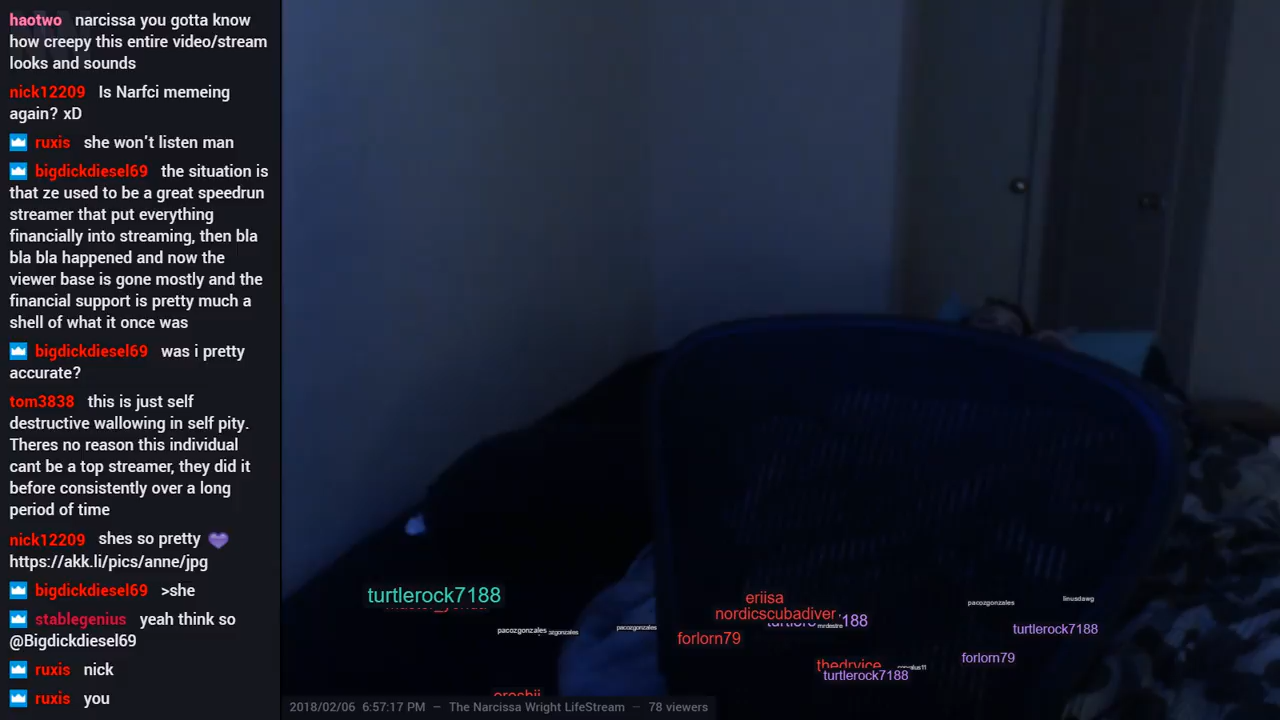 haotwo narcissa you gotta know
how creepy this entire video/stream
looks and sounds
nick12209 Is Narfci memeing
again? xD
ruxis she won't listen man
bigdickdiesel69 the situation is
that ze used to be a great speedrun
streamer that put everything
financially into streaming, then bla
bla bla happened and now the
viewer base is gone mostly and the
financial support is pretty much a
shell of what it once was
bigdickdiesel69 was i pretty
accurate?
tom3838 this is just self
destructive wallowing in self pity.
Theres no reason this individual
cant be a top streamer, they did it
before consistently over a long
period of time
nick12209 shes so pretty 💜
https://akk.li/pics/anne/jpg
bigdickdiesel69 >she
stablegenius yeah think so
@Bigdickdiesel69
ruxis nick
ruxis you
turtlerock7188
pacozgonzales
pacozgonzales
pacozgonzales
eriisa
nordicscubadiver
188
mrdestre
forlorn79
thedrvice
turtlerock7188
pacozgonzales
linusdawg
turtlerock7188
forlorn79
2018/02/06 6:57:17 PM — The Narcissa Wright LifeStream — 78 viewers